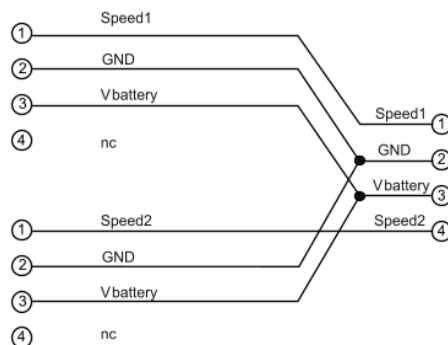 Speed1
1
GND
2
Vbattery
3
Speed1
1
4
nc
GND
2
Vbattery
3
1
Speed2
Speed2
4
GND
2
Vbattery
3
4
nc